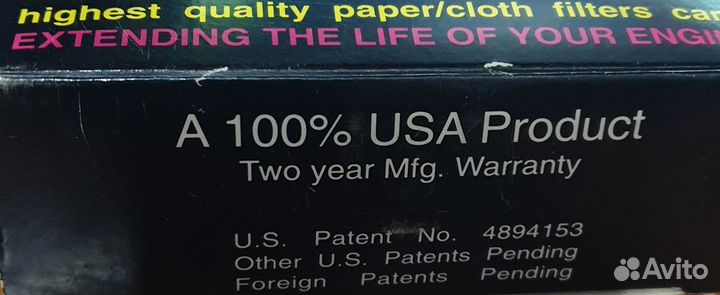 highest quality paper/cloth filters
EXTENDING THE LIFE OF YOUR
A 100% USA Product
Two year Mfg. Warranty
U.S. Patent No. 4894153
Other U.S. Patents Pending
Foreign Patents Pending
Avito